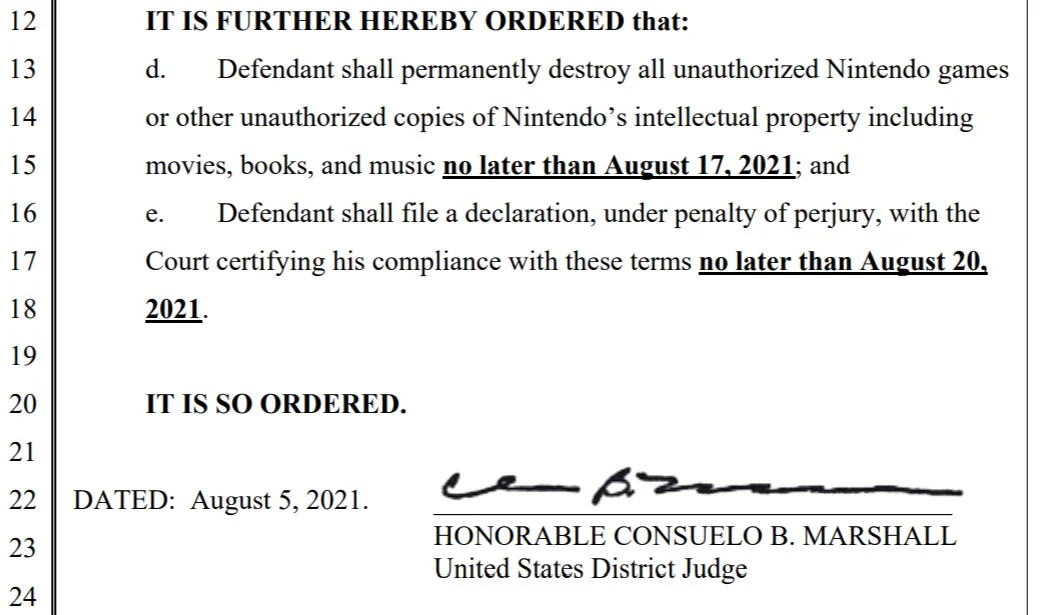 12 IT IS FURTHER HEREBY ORDERED that:
13 d. Defendant shall permanently destroy all unauthorized Nintendo games
14 or other unauthorized copies of Nintendo’s intellectual property including
15 movies, books, and music no later than August 17, 2021; and
16 e. Defendant shall file a declaration, under penalty of perjury, with the
17 Court certifying his compliance with these terms no later than August 20,
18 2021.
19
20 IT IS SO ORDERED.
21
22 DATED: August 5, 2021.
23 HONORABLE CONSUELO B. MARSHALL
United States District Judge
24